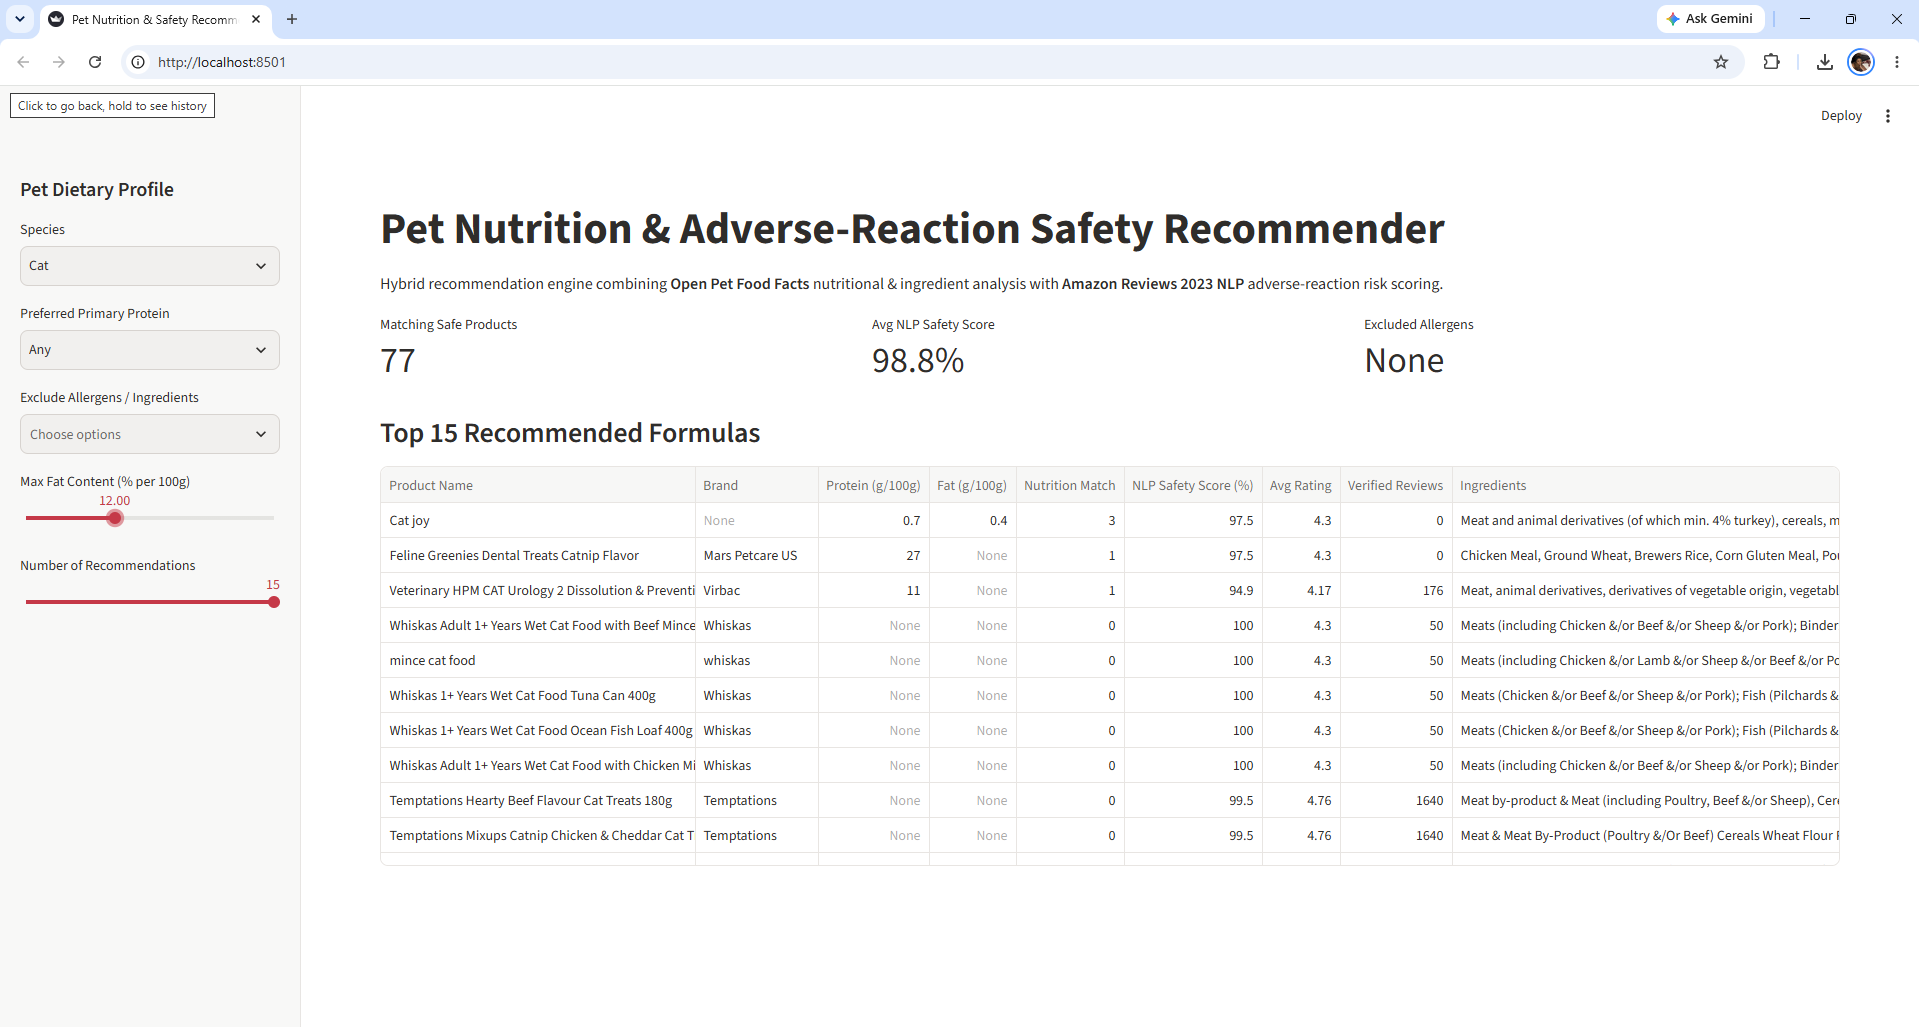 Pet Nutrition & Safety Recomm
Ask Gemini
http://localhost:8501
Click to go back, hold to see history
Deploy
Pet Dietary Profile
Species
Cat
Preferred Primary Protein
Any
Exclude Allergens / Ingredients
Choose options
Max Fat Content (% per 100g)
12.00
Number of Recommendations
15
Pet Nutrition & Adverse-Reaction Safety Recommender
Hybrid recommendation engine combining Open Pet Food Facts nutritional & ingredient analysis with Amazon Reviews 2023 NLP adverse-reaction risk scoring.
Matching Safe Products Avg NLP Safety Score Excluded Allergens
77 98.8% None
Top 15 Recommended Formulas
Product Name Brand Protein (g/100g) Fat (g/100g) Nutrition Match NLP Safety Score (%) Avg Rating Verified Reviews Ingredients
Cat joy None 0.7 0.4 3 97.5 4.3 0 Meat and animal derivatives (of which min. 4% turkey), cereals, m
Feline Greenies Dental Treats Catnip Flavor Mars Petcare US 27 None 1 97.5 4.3 0 Chicken Meal, Ground Wheat, Brewers Rice, Corn Gluten Meal, Pou
Veterinary HPM CAT Urology 2 Dissolution & Preventi Virbac 11 None 1 94.9 4.17 176 Meat, animal derivatives, derivatives of vegetable origin, vegetabl
Whiskas Adult 1+ Years Wet Cat Food with Beef Mince Whiskas None None 0 100 4.3 50 Meats (including Chicken &/or Beef &/or Sheep &/or Pork); Binder
mince cat food whiskas None None 0 100 4.3 50 Meats (including Chicken &/or Lamb &/or Sheep &/or Beef &/or Po
Whiskas 1+ Years Wet Cat Food Tuna Can 400g Whiskas None None 0 100 4.3 50 Meats (Chicken &/or Beef &/or Sheep &/or Pork); Fish (Pilchards &
Whiskas 1+ Years Wet Cat Food Ocean Fish Loaf 400g Whiskas None None 0 100 4.3 50 Meats (Chicken &/or Beef &/or Sheep &/or Pork); Fish (Pilchards &
Whiskas Adult 1+ Years Wet Cat Food with Chicken Mi Whiskas None None 0 100 4.3 50 Meats (including Chicken &/or Beef &/or Sheep &/or Pork); Binder
Temptations Hearty Beef Flavour Cat Treats 180g Temptations None None 0 99.5 4.76 1640 Meat by-product & Meat (including Poultry, Beef &/or Sheep), Cere
Temptations Mixups Catnip Chicken & Cheddar Cat T Temptations None None 0 99.5 4.76 1640 Meat & Meat By-Product (Poultry &/Or Beef) Cereals Wheat Flour